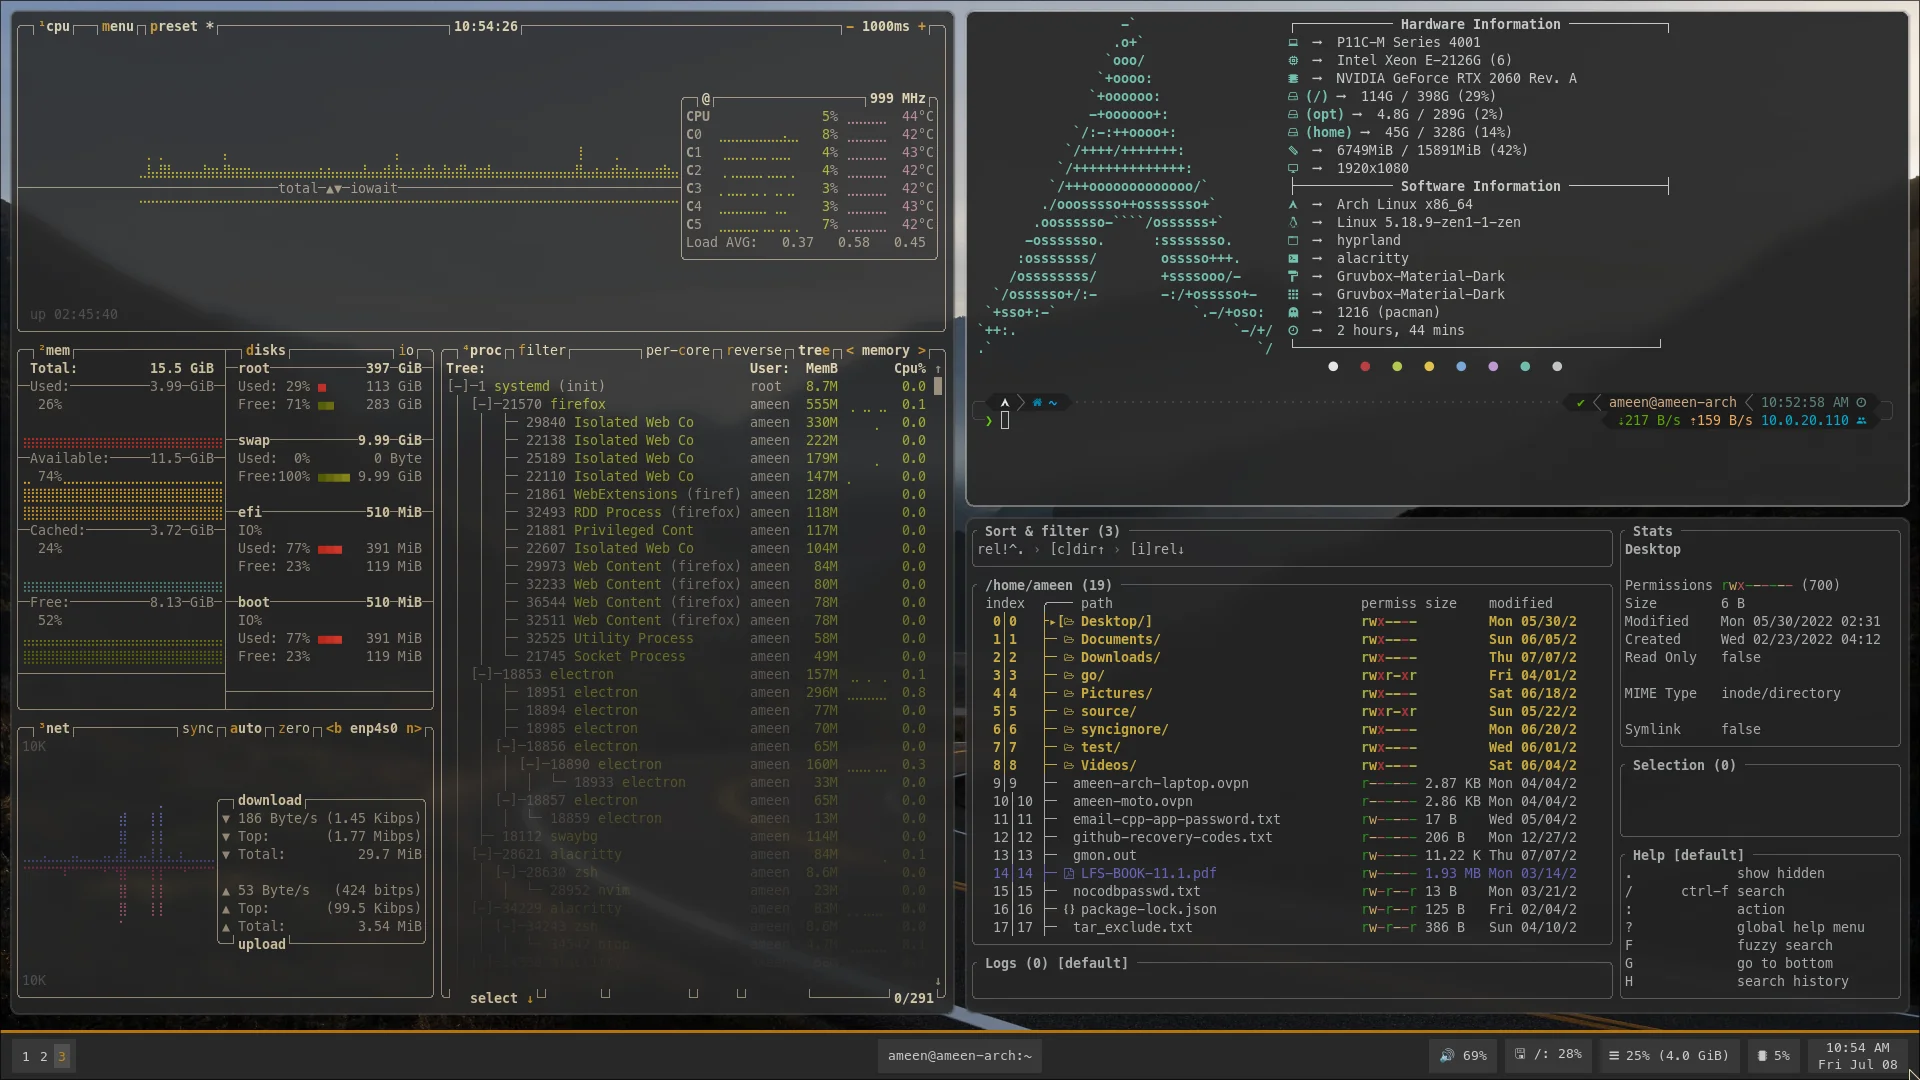 ¹cpu menu preset * 10:54:26 − 1000ms +
@ 999 MHz
CPU 5% 44°C
C0 8% 42°C
C1 4% 43°C
C2 4% 42°C
C3 3% 42°C
C4 3% 43°C
C5 7% 42°C
Load AVG: 0.37 0.58 0.45
total ▲▼ iowait
up 02:45:40
²mem
Total: 15.5 GiB
Used: 3.99 GiB
26%
Available: 11.5 GiB
74%
Cached: 3.72 GiB
24%
Free: 8.13 GiB
52%
disks io
root 397 GiB
Used: 29% 113 GiB
Free: 71% 283 GiB
swap 9.99 GiB
Used: 0% 0 Byte
Free:100% 9.99 GiB
efi 510 MiB
IO%
Used: 77% 391 MiB
Free: 23% 119 MiB
boot 510 MiB
IO%
Used: 77% 391 MiB
Free: 23% 119 MiB
³net sync auto zero <b enp4s0 n>
10K
download
▼ 186 Byte/s (1.45 Kibps)
▼ Top: (1.77 Mibps)
▼ Total: 29.7 MiB
▲ 53 Byte/s (424 bitps)
▲ Top: (99.5 Kibps)
▲ Total: 3.54 MiB
upload
10K
⁴proc filter per-core reverse tree < memory >
Tree: User: MemB Cpu% ↑
[-]-1 systemd (init) root 8.7M 0.0
[-]-21570 firefox ameen 555M 0.1
29840 Isolated Web Co ameen 330M 0.0
22138 Isolated Web Co ameen 222M 0.0
25189 Isolated Web Co ameen 179M 0.0
22110 Isolated Web Co ameen 147M 0.0
21861 WebExtensions (firef) ameen 128M 0.0
32493 RDD Process (firefox) ameen 118M 0.0
21881 Privileged Cont ameen 117M 0.0
22607 Isolated Web Co ameen 104M 0.0
29973 Web Content (firefox) ameen 84M 0.0
32233 Web Content (firefox) ameen 80M 0.0
36544 Web Content (firefox) ameen 78M 0.0
32511 Web Content (firefox) ameen 78M 0.0
32525 Utility Process ameen 58M 0.0
21745 Socket Process ameen 49M 0.0
[-]-18853 electron ameen 157M 0.1
18951 electron ameen 296M 0.8
18894 electron ameen 77M 0.0
18985 electron ameen 70M 0.0
[-]-18856 electron ameen 65M 0.0
[-]-18890 electron ameen 160M 0.3
18933 electron ameen 33M 0.0
[-]-18857 electron ameen 65M 0.0
18859 electron ameen 13M 0.0
18112 swaybg ameen 114M 0.0
[-]-28621 alacritty ameen 84M 0.1
[-]-28630 zsh ameen 8.6M 0.0
28952 nvim ameen 23M 0.0
[-]-34229 alacritty ameen 83M 0.0
[-]-34243 zsh ameen 8.6M 0.0
select ↓ 0/291
Hardware Information
→ P11C-M Series 4001
→ Intel Xeon E-2126G (6)
→ NVIDIA GeForce RTX 2060 Rev. A
(/) → 114G / 398G (29%)
(opt) → 4.8G / 289G (2%)
(home) → 45G / 328G (14%)
→ 6749MiB / 15891MiB (42%)
→ 1920x1080
Software Information
→ Arch Linux x86_64
→ Linux 5.18.9-zen1-1-zen
→ hyprland
→ alacritty
→ Gruvbox-Material-Dark
→ Gruvbox-Material-Dark
→ 1216 (pacman)
→ 2 hours, 44 mins
~ ✔ ameen@ameen-arch 10:52:58 AM
❯ ↓217 B/s ↑159 B/s 10.0.20.110
Sort & filter (3)
rel!^. › [c]dir↑ › [i]rel↓
/home/ameen (19)
index path permiss size modified
0 0 ▸[ Desktop/] rwx------ Mon 05/30/2
1 1 Documents/ rwx------ Sun 06/05/2
2 2 Downloads/ rwx------ Thu 07/07/2
3 3 go/ rwxr-xr Fri 04/01/2
4 4 Pictures/ rwx------ Sat 06/18/2
5 5 source/ rwxr-xr Sun 05/22/2
6 6 syncignore/ rwx------ Mon 06/20/2
7 7 test/ rwx------ Wed 06/01/2
8 8 Videos/ rwx------ Sat 06/04/2
9 9 ameen-arch-laptop.ovpn r------ 2.87 KB Mon 04/04/2
10 10 ameen-moto.ovpn r------ 2.86 KB Mon 04/04/2
11 11 email-cpp-app-password.txt rw----- 17 B Wed 05/04/2
12 12 github-recovery-codes.txt r------ 206 B Mon 12/27/2
13 13 gmon.out rw-r--r 11.22 K Thu 07/07/2
14 14 LFS-BOOK-11.1.pdf rw----- 1.93 MB Mon 03/14/2
15 15 nocodbpasswd.txt rw-r--r 13 B Mon 03/21/2
16 16 {} package-lock.json rw-r--r 125 B Fri 02/04/2
17 17 tar_exclude.txt rw-r--r 386 B Sun 04/10/2
Logs (0) [default]
Stats
Desktop
Permissions rwx------ (700)
Size 6 B
Modified Mon 05/30/2022 02:31
Created Wed 02/23/2022 04:12
Read Only false
MIME Type inode/directory
Symlink false
Selection (0)
Help [default]
. show hidden
/ ctrl-f search
: action
? global help menu
F fuzzy search
G go to bottom
H search history
1 2 3
ameen@ameen-arch:~
69%
/: 28%
25% (4.0 GiB)
5%
10:54 AM
Fri Jul 08